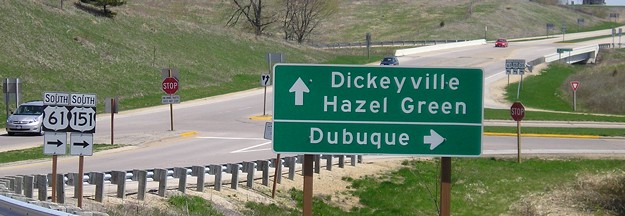 SOUTH SOUTH
61 151
STOP
Dickeyville
Hazel Green
Dubuque
STOP